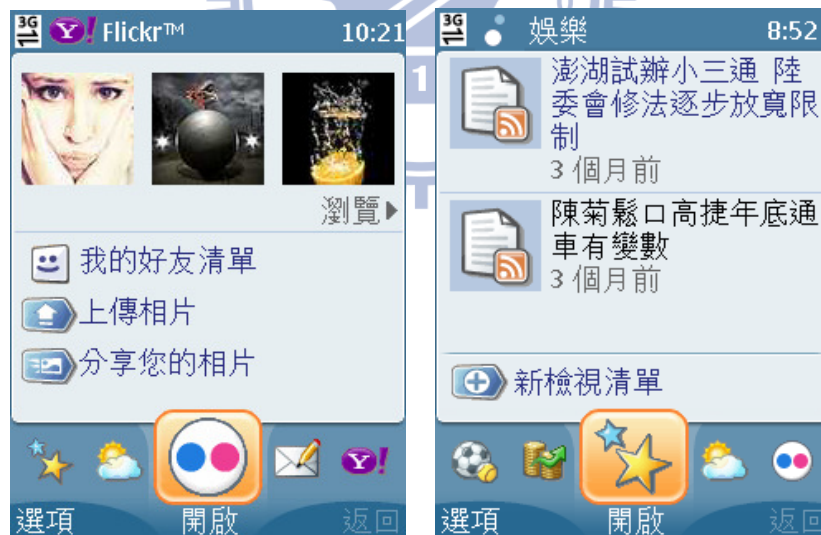 3G Y! Flickr™ 10:21
瀏覽
我的好友清單
上傳相片
分享您的相片
Y!
選項 開啟 返回
3G 娛樂 8:52
澎湖試辦小三通 陸
委會修法逐步放寬限
制
3 個月前
陳菊鬆口高捷年底通
車有變數
3 個月前
新檢視清單
選項 開啟 返回